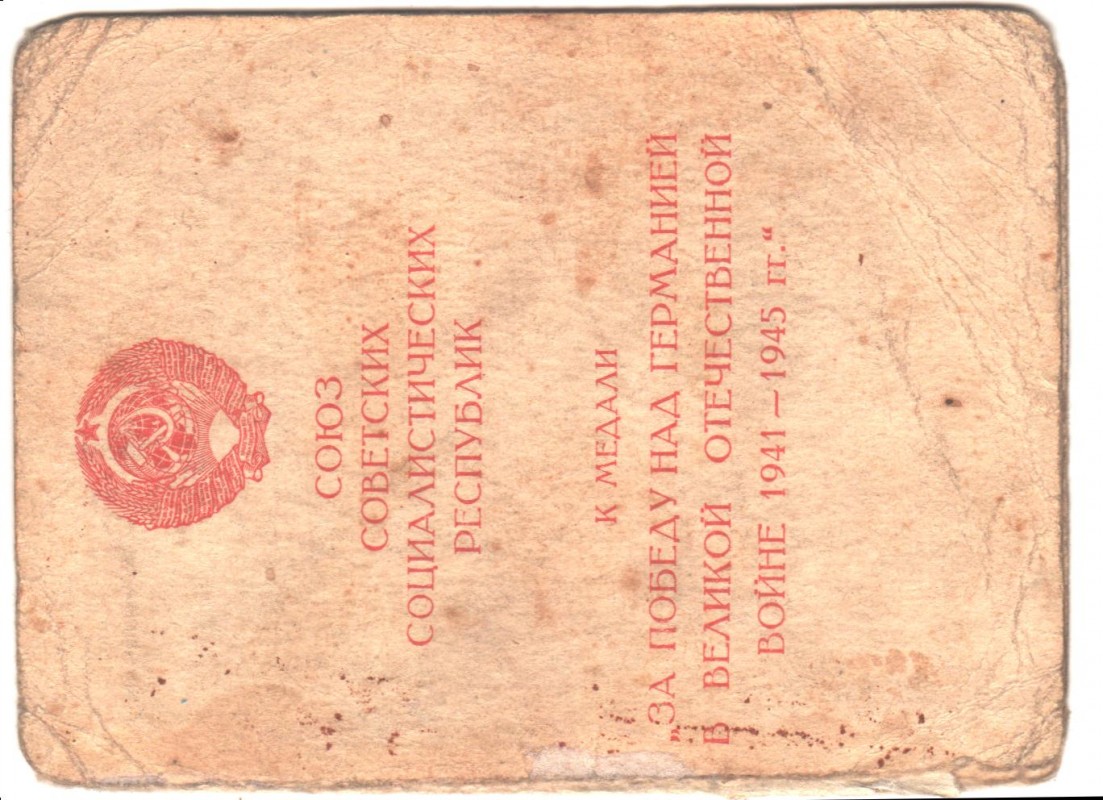 СОЮЗ
СОВЕТСКИХ
СОЦИАЛИСТИЧЕСКИХ
РЕСПУБЛИК
К МЕДАЛИ
„ЗА ПОБЕДУ НАД ГЕРМАНИЕЙ
В ВЕЛИКОЙ ОТЕЧЕСТВЕННОЙ
ВОЙНЕ 1941—1945 гг.“